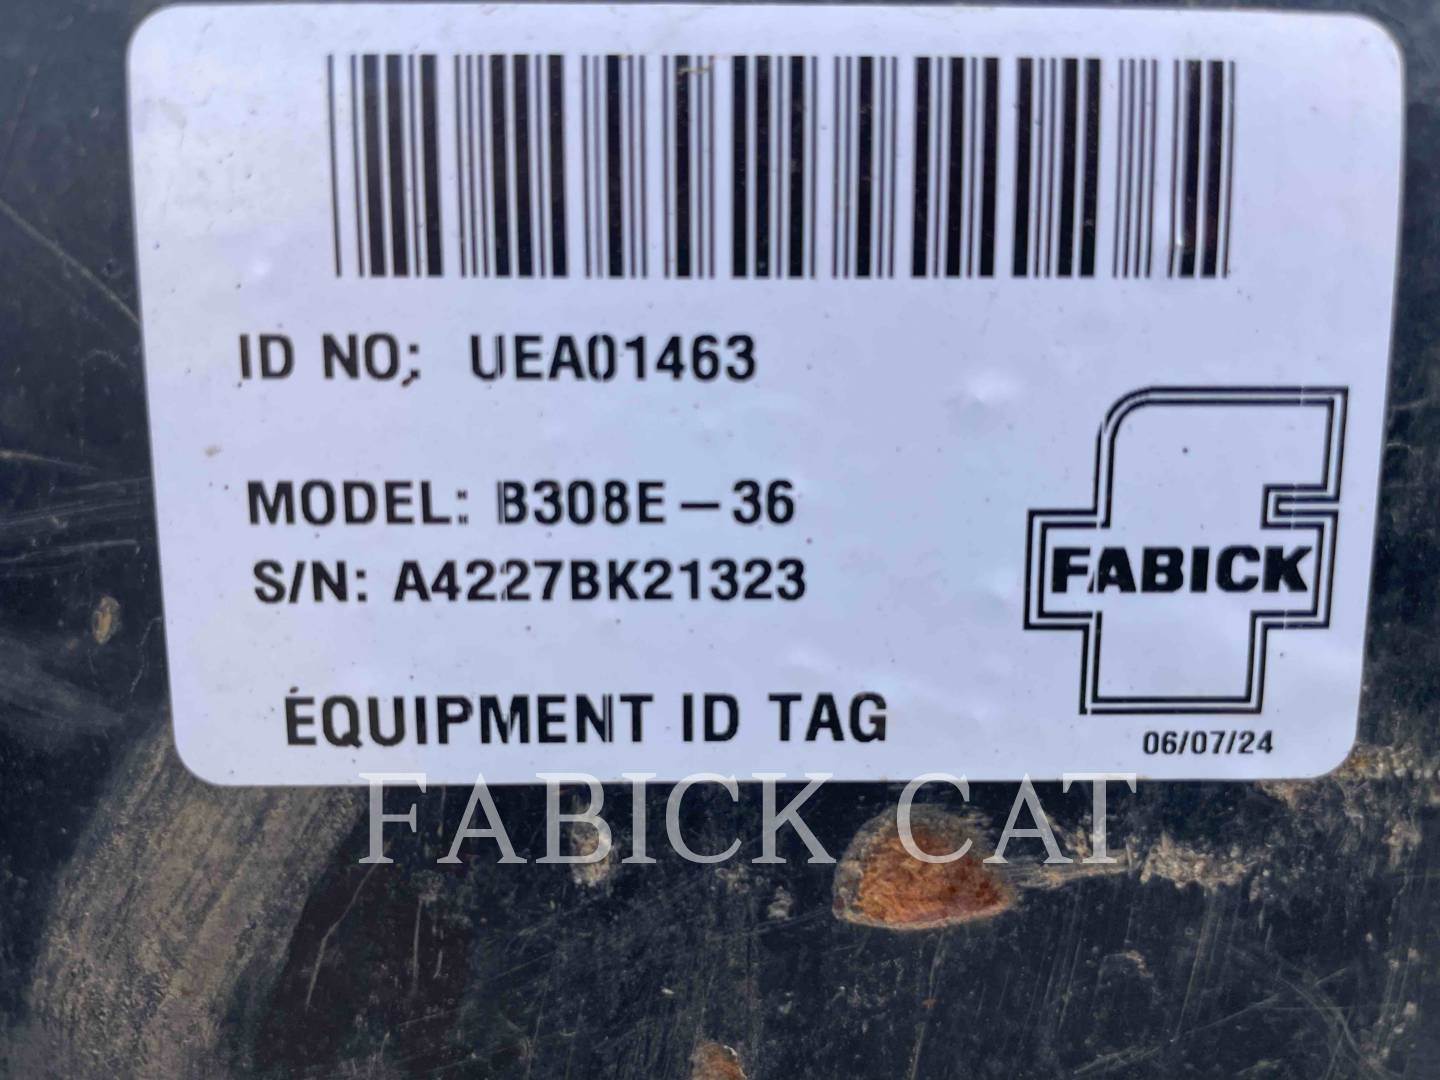 ID NO: UEA01463
MODEL: B308E-36
S/N: A4227BK21323
FABICK
EQUIPMENT ID TAG
06/07/24
FABICK CAT